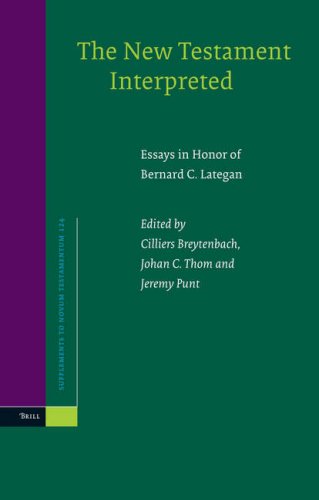 The New Testament
Interpreted
Essays in Honor of
Bernard C. Lategan
Edited by
Cilliers Breytenbach,
Johan C. Thom and
Jeremy Punt
SUPPLEMENTS TO NOVUM TESTAMENTUM 124
BRILL